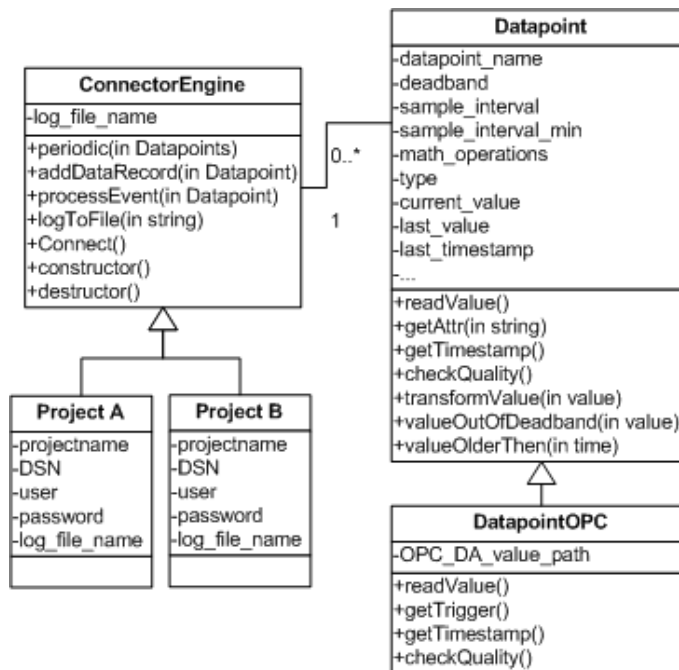 ConnectorEngine
-log_file_name
+periodic(in Datapoints)
+addDataRecord(in Datapoint)
+processEvent(in Datapoint)
+logToFile(in string)
+Connect()
+constructor()
+destructor()
0..*
1
Datapoint
-datapoint_name
-deadband
-sample_interval
-sample_interval_min
-math_operations
-type
-current_value
-last_value
-last_timestamp
-...
+readValue()
+getAttr(in string)
+getTimestamp()
+checkQuality()
+transformValue(in value)
+valueOutOfDeadband(in value)
+valueOlderThen(in time)
Project A
-projectname
-DSN
-user
-password
-log_file_name
Project B
-projectname
-DSN
-user
-password
-log_file_name
DatapointOPC
-OPC_DA_value_path
+readValue()
+getTrigger()
+getTimestamp()
+checkQuality()